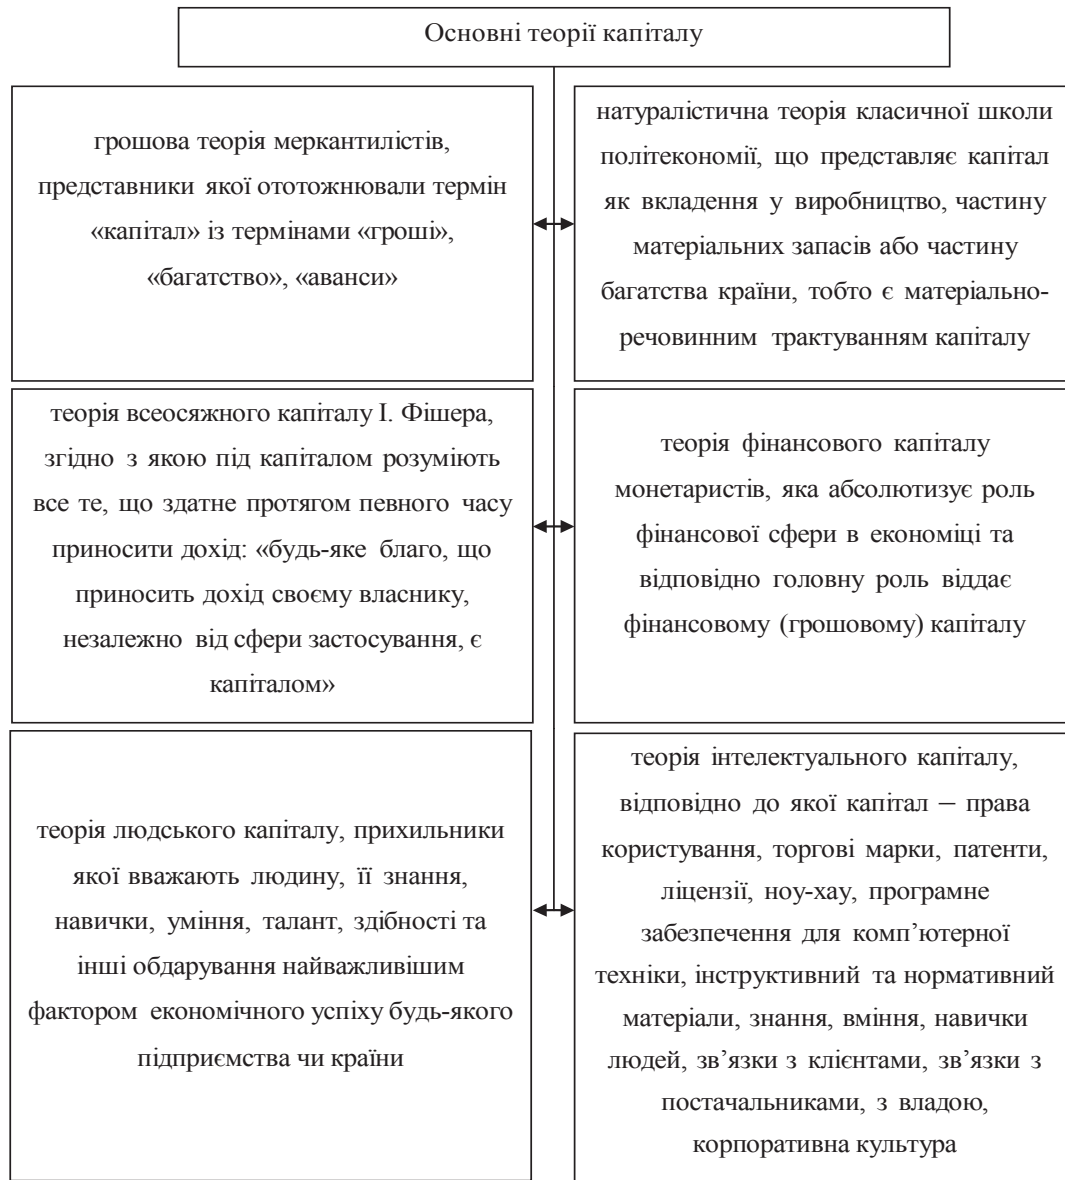 Основні теорії капіталу
грошова теорія меркантилістів,
представники якої ототожнювали термін
«капітал» із термінами «гроші»,
«багатство», «аванси»
натуралістична теорія класичної школи
політекономії, що представляє капітал
як вкладення у виробництво, частину
матеріальних запасів або частину
багатства країни, тобто є матеріально-
речовинним трактуванням капіталу
теорія всеосяжного капіталу І. Фішера,
згідно з якою під капіталом розуміють
все те, що здатне протягом певного часу
приносити дохід: «будь-яке благо, що
приносить дохід своєму власнику,
незалежно від сфери застосування, є
капіталом»
теорія фінансового капіталу
монетаристів, яка абсолютизує роль
фінансової сфери в економіці та
відповідно головну роль віддає
фінансовому (грошовому) капіталу
теорія людського капіталу, прихильники
якої вважають людину, її знання,
навички, уміння, талант, здібності та
інші обдарування найважливішим
фактором економічного успіху будь-якого
підприємства чи країни
теорія інтелектуального капіталу,
відповідно до якої капітал – права
користування, торгові марки, патенти,
ліцензії, ноу-хау, програмне
забезпечення для комп’ютерної
техніки, інструктивний та нормативний
матеріали, знання, вміння, навички
людей, зв’язки з клієнтами, зв’язки з
постачальниками, з владою,
корпоративна культура